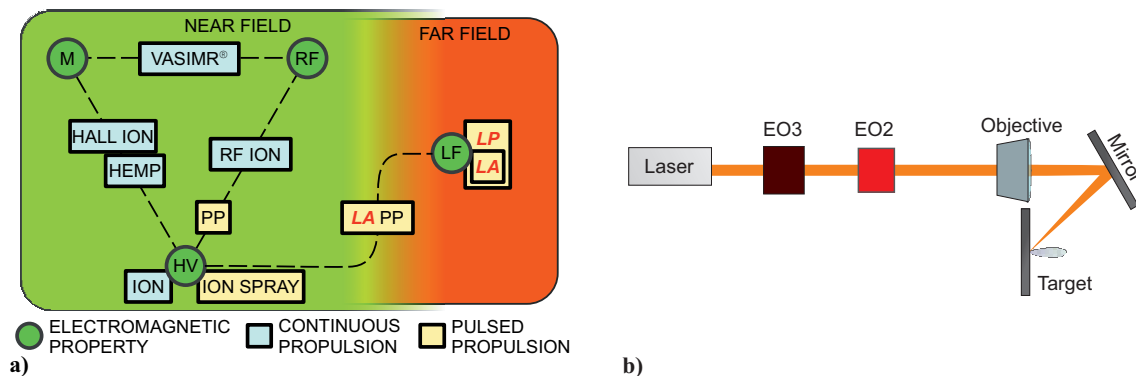 NEAR FIELD
FAR FIELD
M
VASIMR®
RF
HALL ION
HEMP
RF ION
LF
LP
LA
PP
LA PP
HV
ION
ION SPRAY
ELECTROMAGNETIC
PROPERTY
CONTINUOUS
PROPULSION
PULSED
PROPULSION
a)
Laser
EO3
EO2
Objective
Mirror
Target
b)